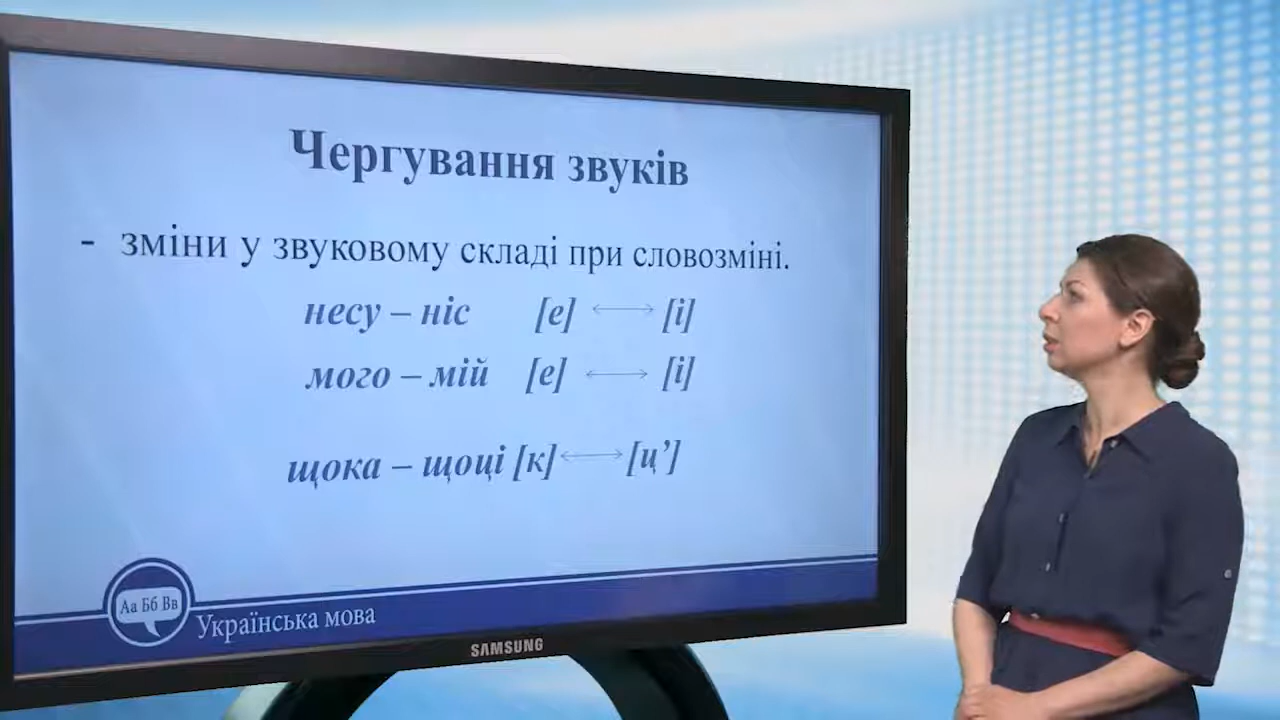 Чергування звуків
- зміни у звуковому складі при словозміні.
несу – ніс [е] ⟷ [і]
мого – мій [е] ⟷ [і]
щока – щоці [к] ⟷ [ц’]
Аа Бб Вв
Українська мова
SAMSUNG